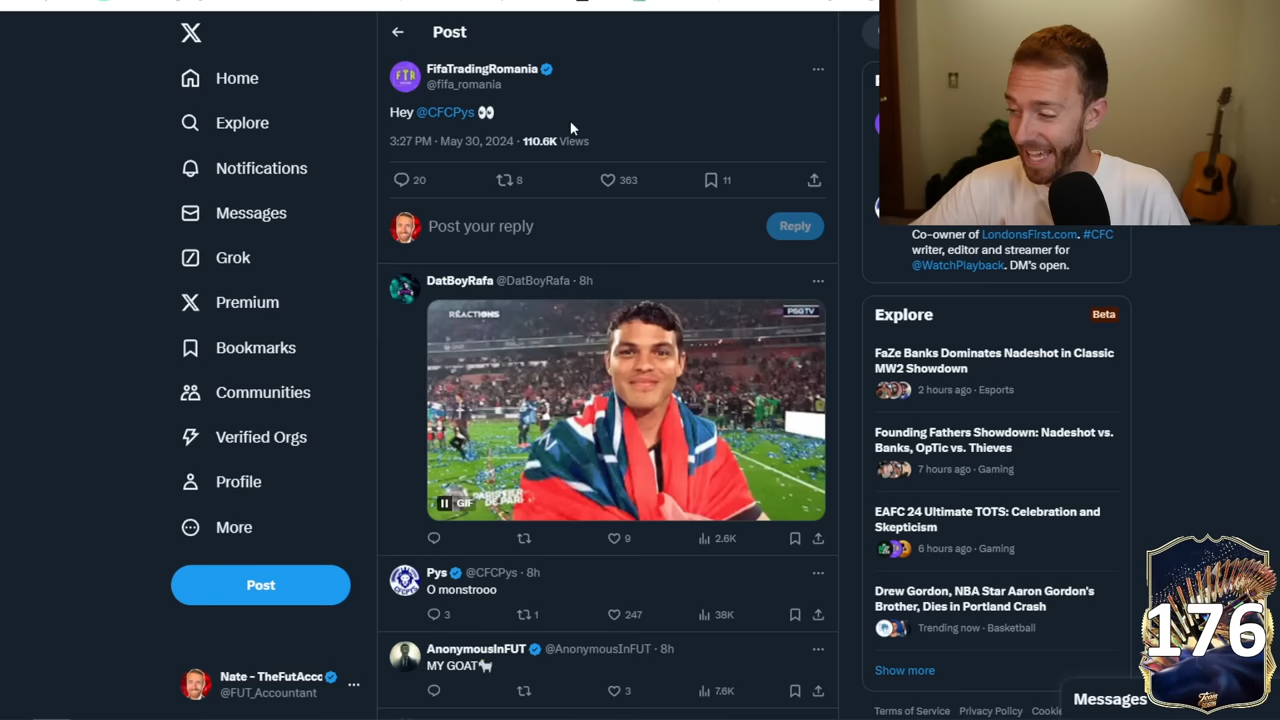 Home
Explore
Notifications
Messages
Grok
Premium
Bookmarks
Communities
Verified Orgs
Profile
More
Post
Nate - TheFutAcc
@FUT_Accountant
Post
FTR
FifaTradingRomania
@fifa_romania
Hey @CFCPys 👀
3:27 PM · May 30, 2024 · 110.6K Views
20
8
363
11
Post your reply
Reply
DatBoyRafa @DatBoyRafa · 8h
RÉACTIONS
PSGTV
GIF
9
2.6K
Pys @CFCPys · 8h
O monstrooo
3
1
247
38K
AnonymousInFUT @AnonymousInFUT · 8h
MY GOAT🐐
3
7.6K
Co-owner of LondonsFIrst.com. #CFC
writer, editor and streamer for
@WatchPlayback. DM's open.
Explore
Beta
FaZe Banks Dominates Nadeshot in Classic
MW2 Showdown
2 hours ago · Esports
Founding Fathers Showdown: Nadeshot vs.
Banks, OpTic vs. Thieves
7 hours ago · Gaming
EAFC 24 Ultimate TOTS: Celebration and
Skepticism
6 hours ago · Gaming
Drew Gordon, NBA Star Aaron Gordon's
Brother, Dies in Portland Crash
Trending now · Basketball
Show more
Terms of Service Privacy Policy Cookie
Messages
176